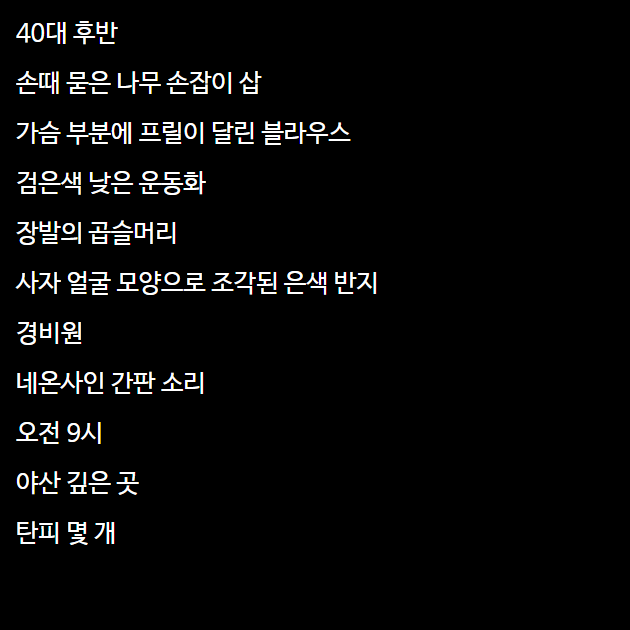 40대 후반
손때 묻은 나무 손잡이 삽
가슴 부분에 프릴이 달린 블라우스
검은색 낮은 운동화
장발의 곱슬머리
사자 얼굴 모양으로 조각된 은색 반지
경비원
네온사인 간판 소리
오전 9시
야산 깊은 곳
탄피 몇 개